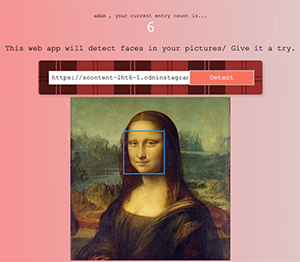 adam , your current entry count is...
6
This web app will detect faces in your pictures/ Give it a try.
https://scontent-lht6-1.cdninstagram
Detect